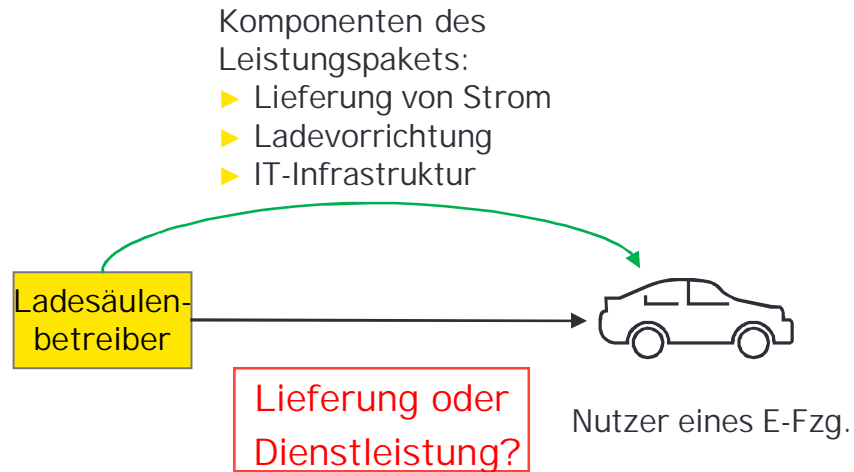 Komponenten des
Leistungspakets:
► Lieferung von Strom
► Ladevorrichtung
► IT-Infrastruktur
Ladesäulen-
betreiber
Lieferung oder
Dienstleistung?
Nutzer eines E-Fzg.